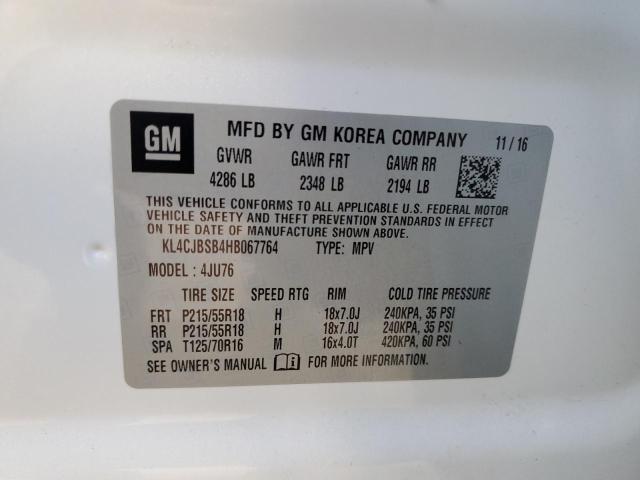 GM MFD BY GM KOREA COMPANY 11/16
GVWR GAWR FRT GAWR RR
4286 LB 2348 LB 2194 LB
THIS VEHICLE CONFORMS TO ALL APPLICABLE U.S. FEDERAL MOTOR
VEHICLE SAFETY AND THEFT PREVENTION STANDARDS IN EFFECT
ON THE DATE OF MANUFACTURE SHOWN ABOVE.
KL4CJBSB4HB067764 TYPE: MPV
MODEL: 4JU76
TIRE SIZE SPEED RTG RIM COLD TIRE PRESSURE
FRT P215/55R18 H 18x7.0J 240KPA, 35 PSI
RR P215/55R18 H 18x7.0J 240KPA, 35 PSI
SPA T125/70R16 M 16x4.0T 420KPA, 60 PSI
SEE OWNER'S MANUAL FOR MORE INFORMATION.